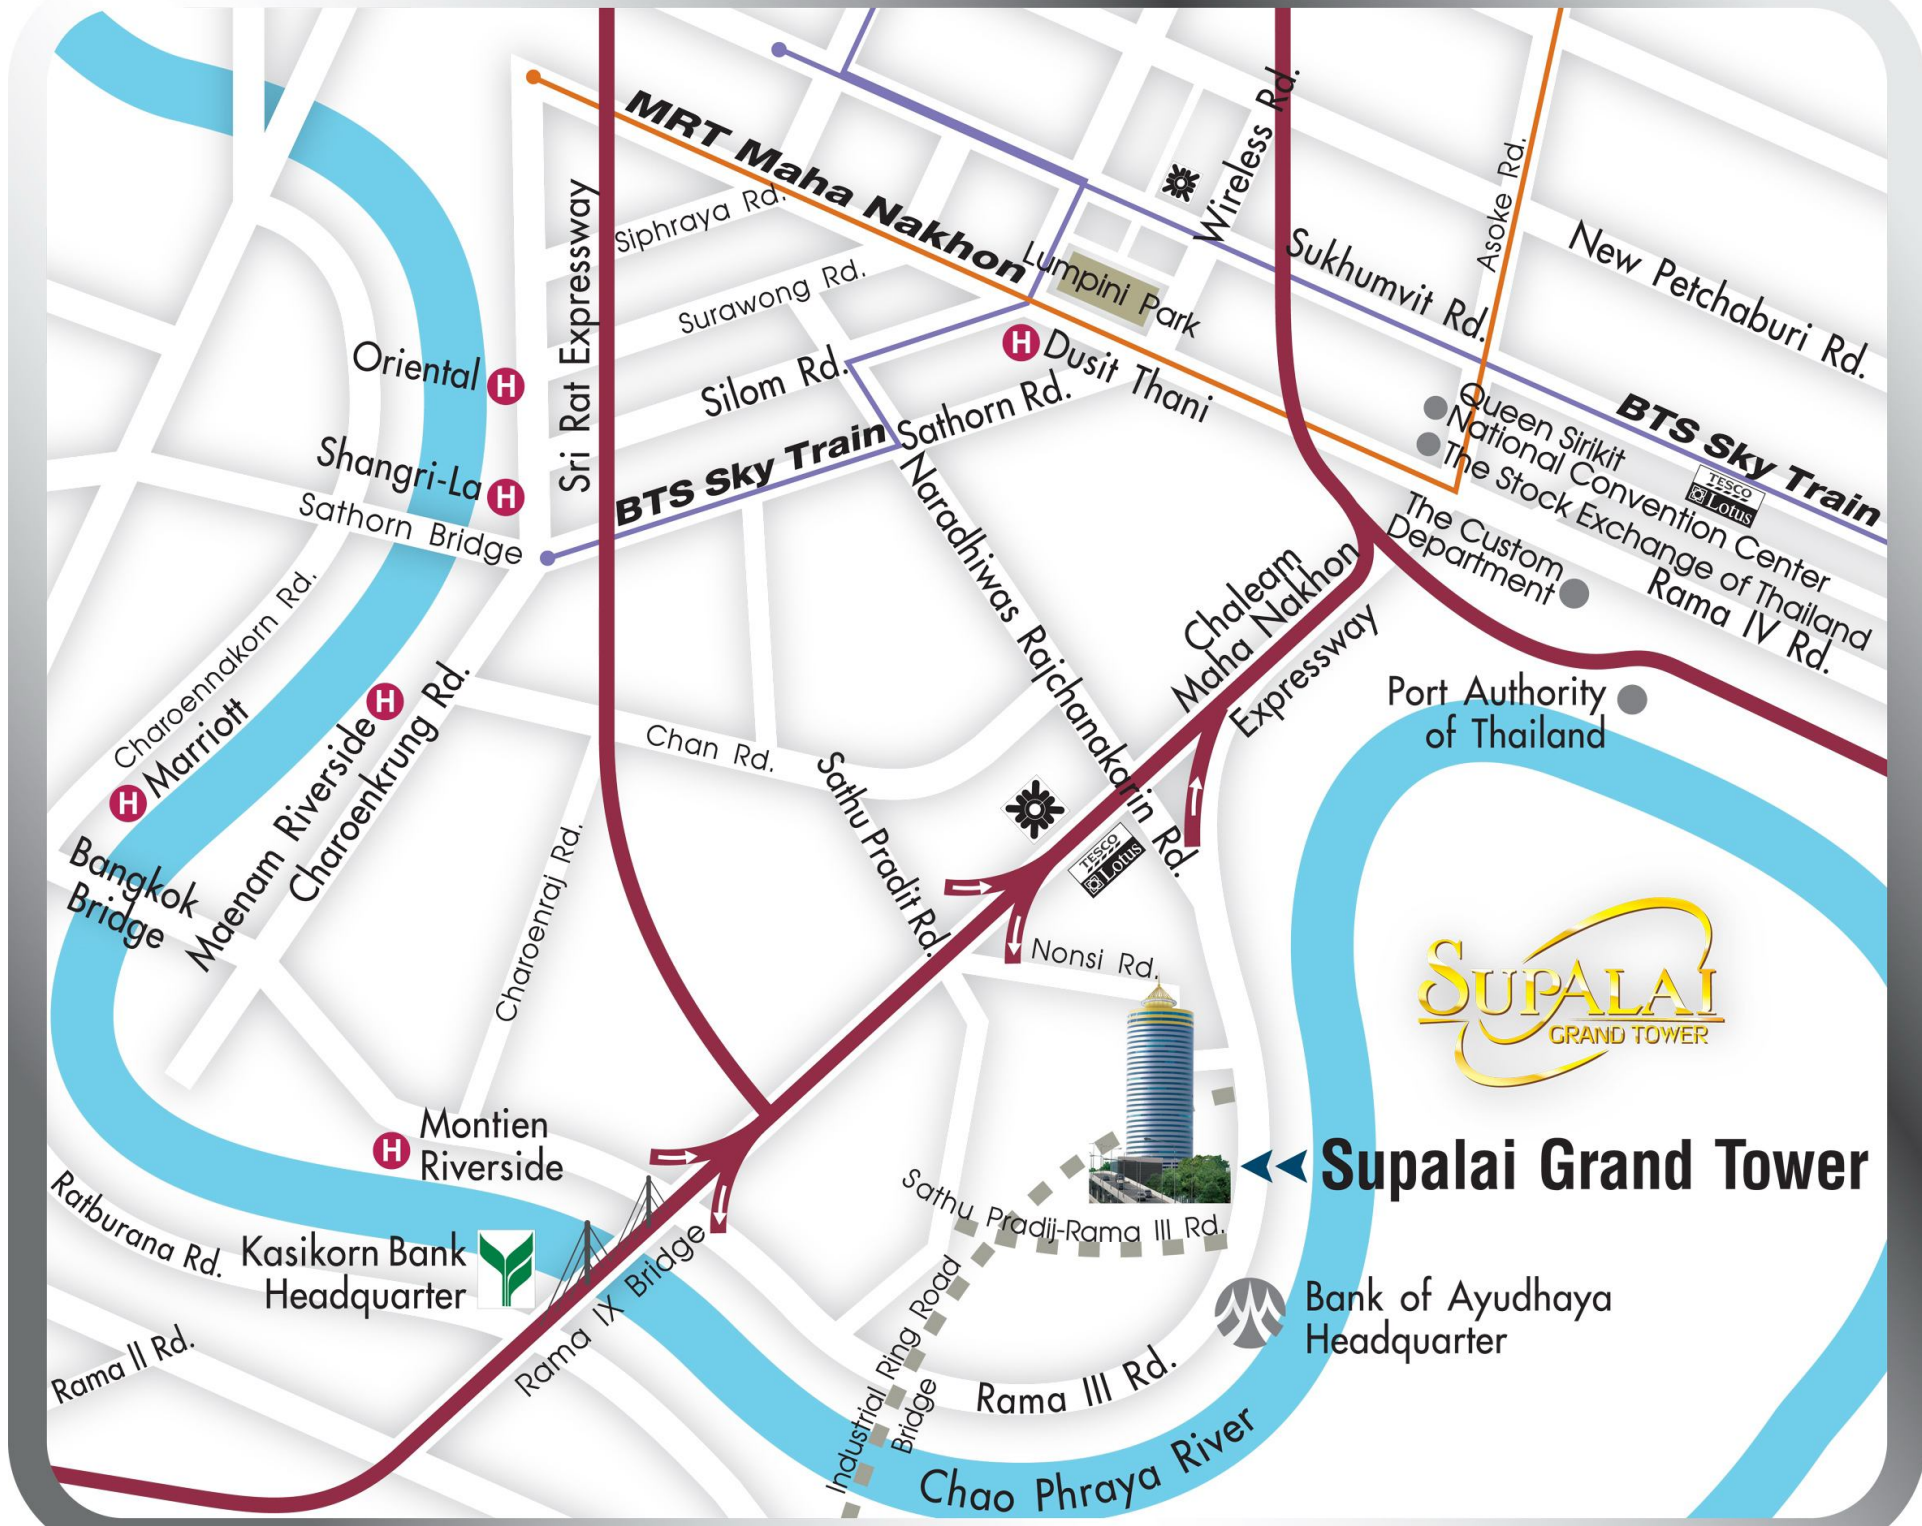 MRT Maha Nakhon
Wireless Rd.
Asoke Rd.
Siphraya Rd.
Sri Rat Expressway
Lumpini Park
Sukhumvit Rd.
New Petchaburi Rd.
Surawong Rd.
Oriental
H
H
Dusit Thani
Silom Rd.
Sathorn Rd.
Queen Sirikit
National Convention Center
The Stock Exchange of Thailand
BTS Sky Train
TESCO
Lotus
Shangri-La
H
BTS Sky Train
Sathorn Bridge
Naradhiwas Rajchanakarin Rd.
The Custom
Department
Rama IV Rd.
Chaleam
Maha Nakhon
Expressway
Charoennakorn Rd.
Port Authority
of Thailand
H
Marriott
H
Maenam Riverside
Charoenkrung Rd.
Chan Rd.
Sathu Pradit Rd.
Charoenraj Rd.
TESCO
Lotus
Bangkok
Bridge
Nonsi Rd.
SUPALAI
GRAND TOWER
H
Montien
Riverside
Supalai Grand Tower
Sathu Pradij-Rama III Rd.
Ratburana Rd.
Kasikorn Bank
Headquarter
Rama IX Bridge
Industrial Ring Road
Bridge
Bank of Ayudhaya
Headquarter
Rama II Rd.
Rama III Rd.
Chao Phraya River